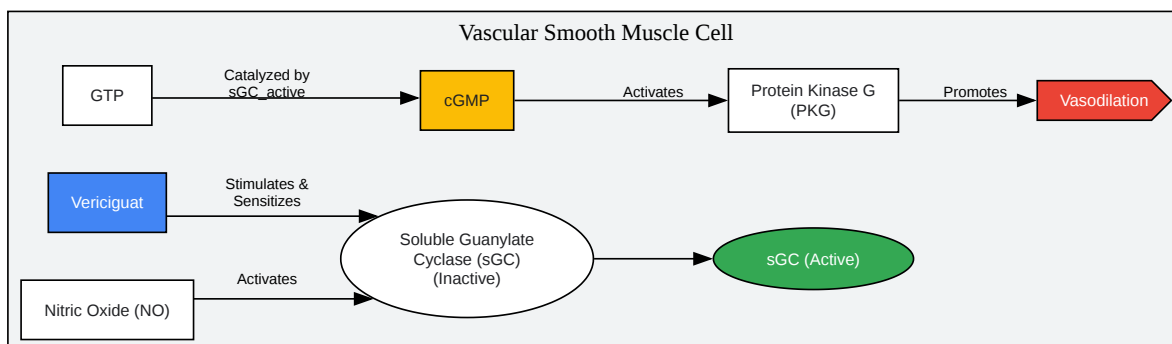 Vascular Smooth Muscle Cell
GTP
Catalyzed by
sGC_active
cGMP
Activates
Protein Kinase G
(PKG)
Promotes
Vasodilation
Vericiguat
Stimulates &
Sensitizes
Soluble Guanylate
Cyclase (sGC)
(Inactive)
sGC (Active)
Activates
Nitric Oxide (NO)